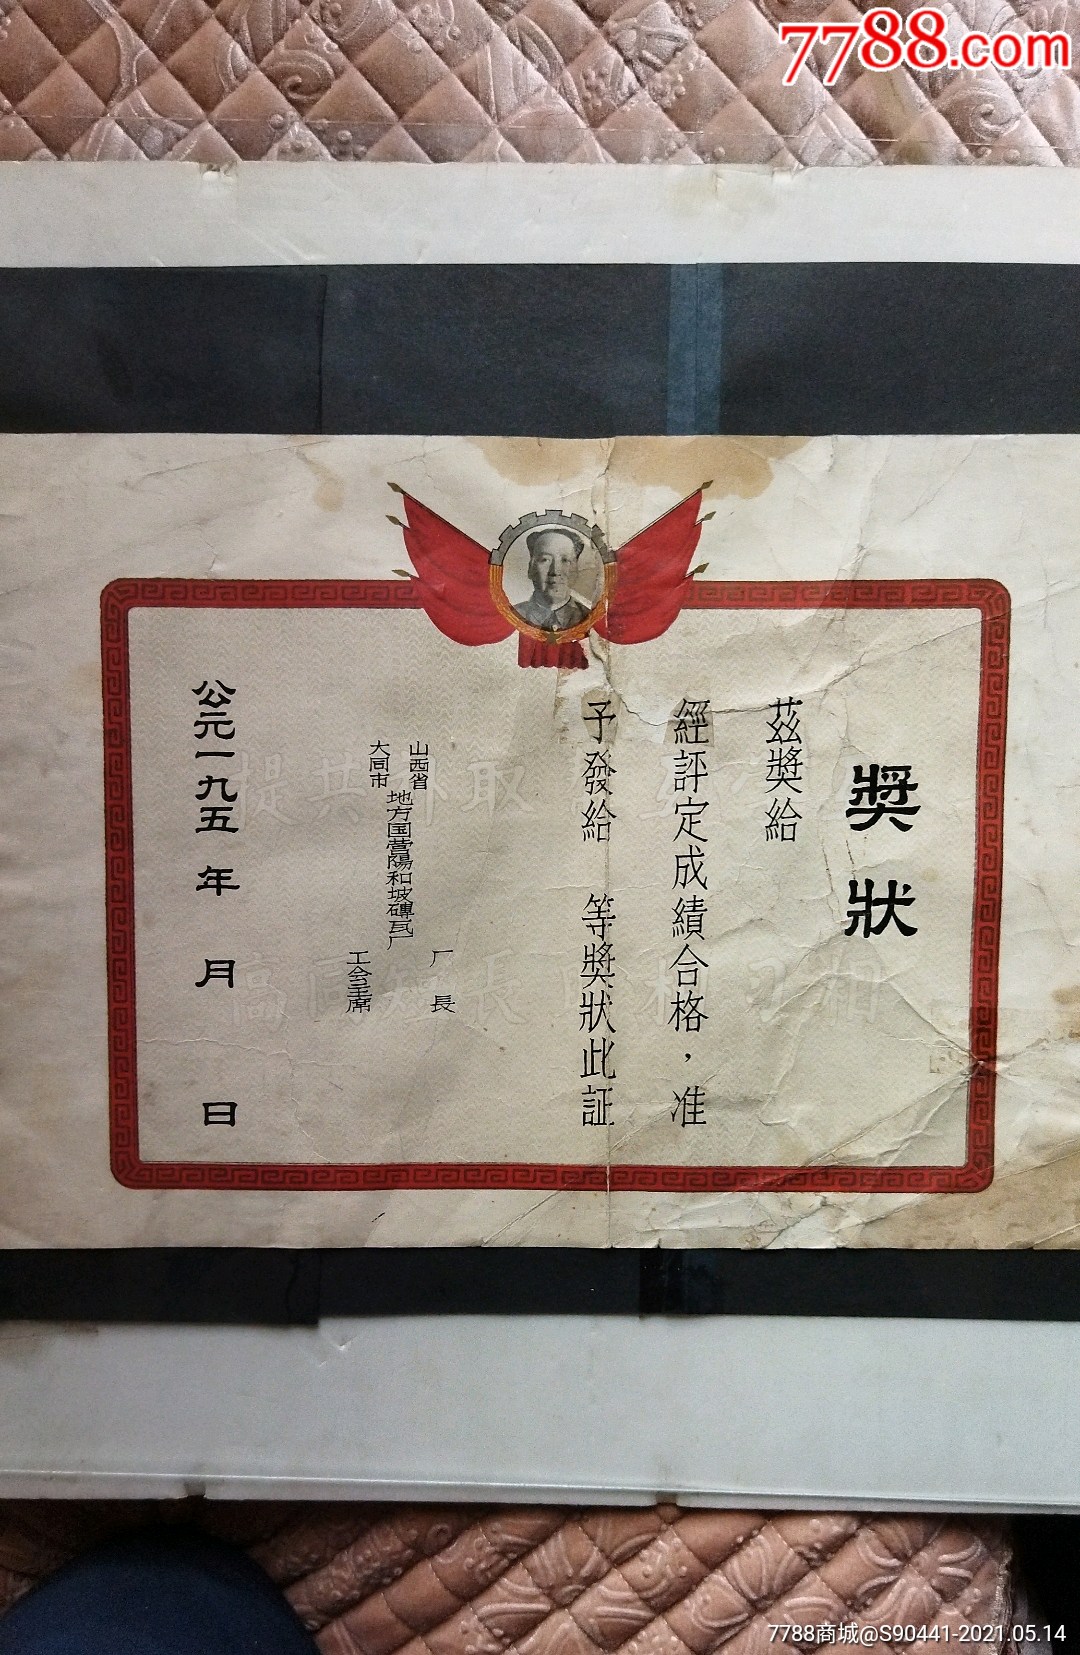 7788.com
獎狀
茲獎給
經評定成績合格，准
予發給 等獎狀此証
山西省
大同市
地方国营陽和坡磚瓦厂
厂 長
工会主席
公元一九五 年 月 日
7788商城@S90441-2021.05.14